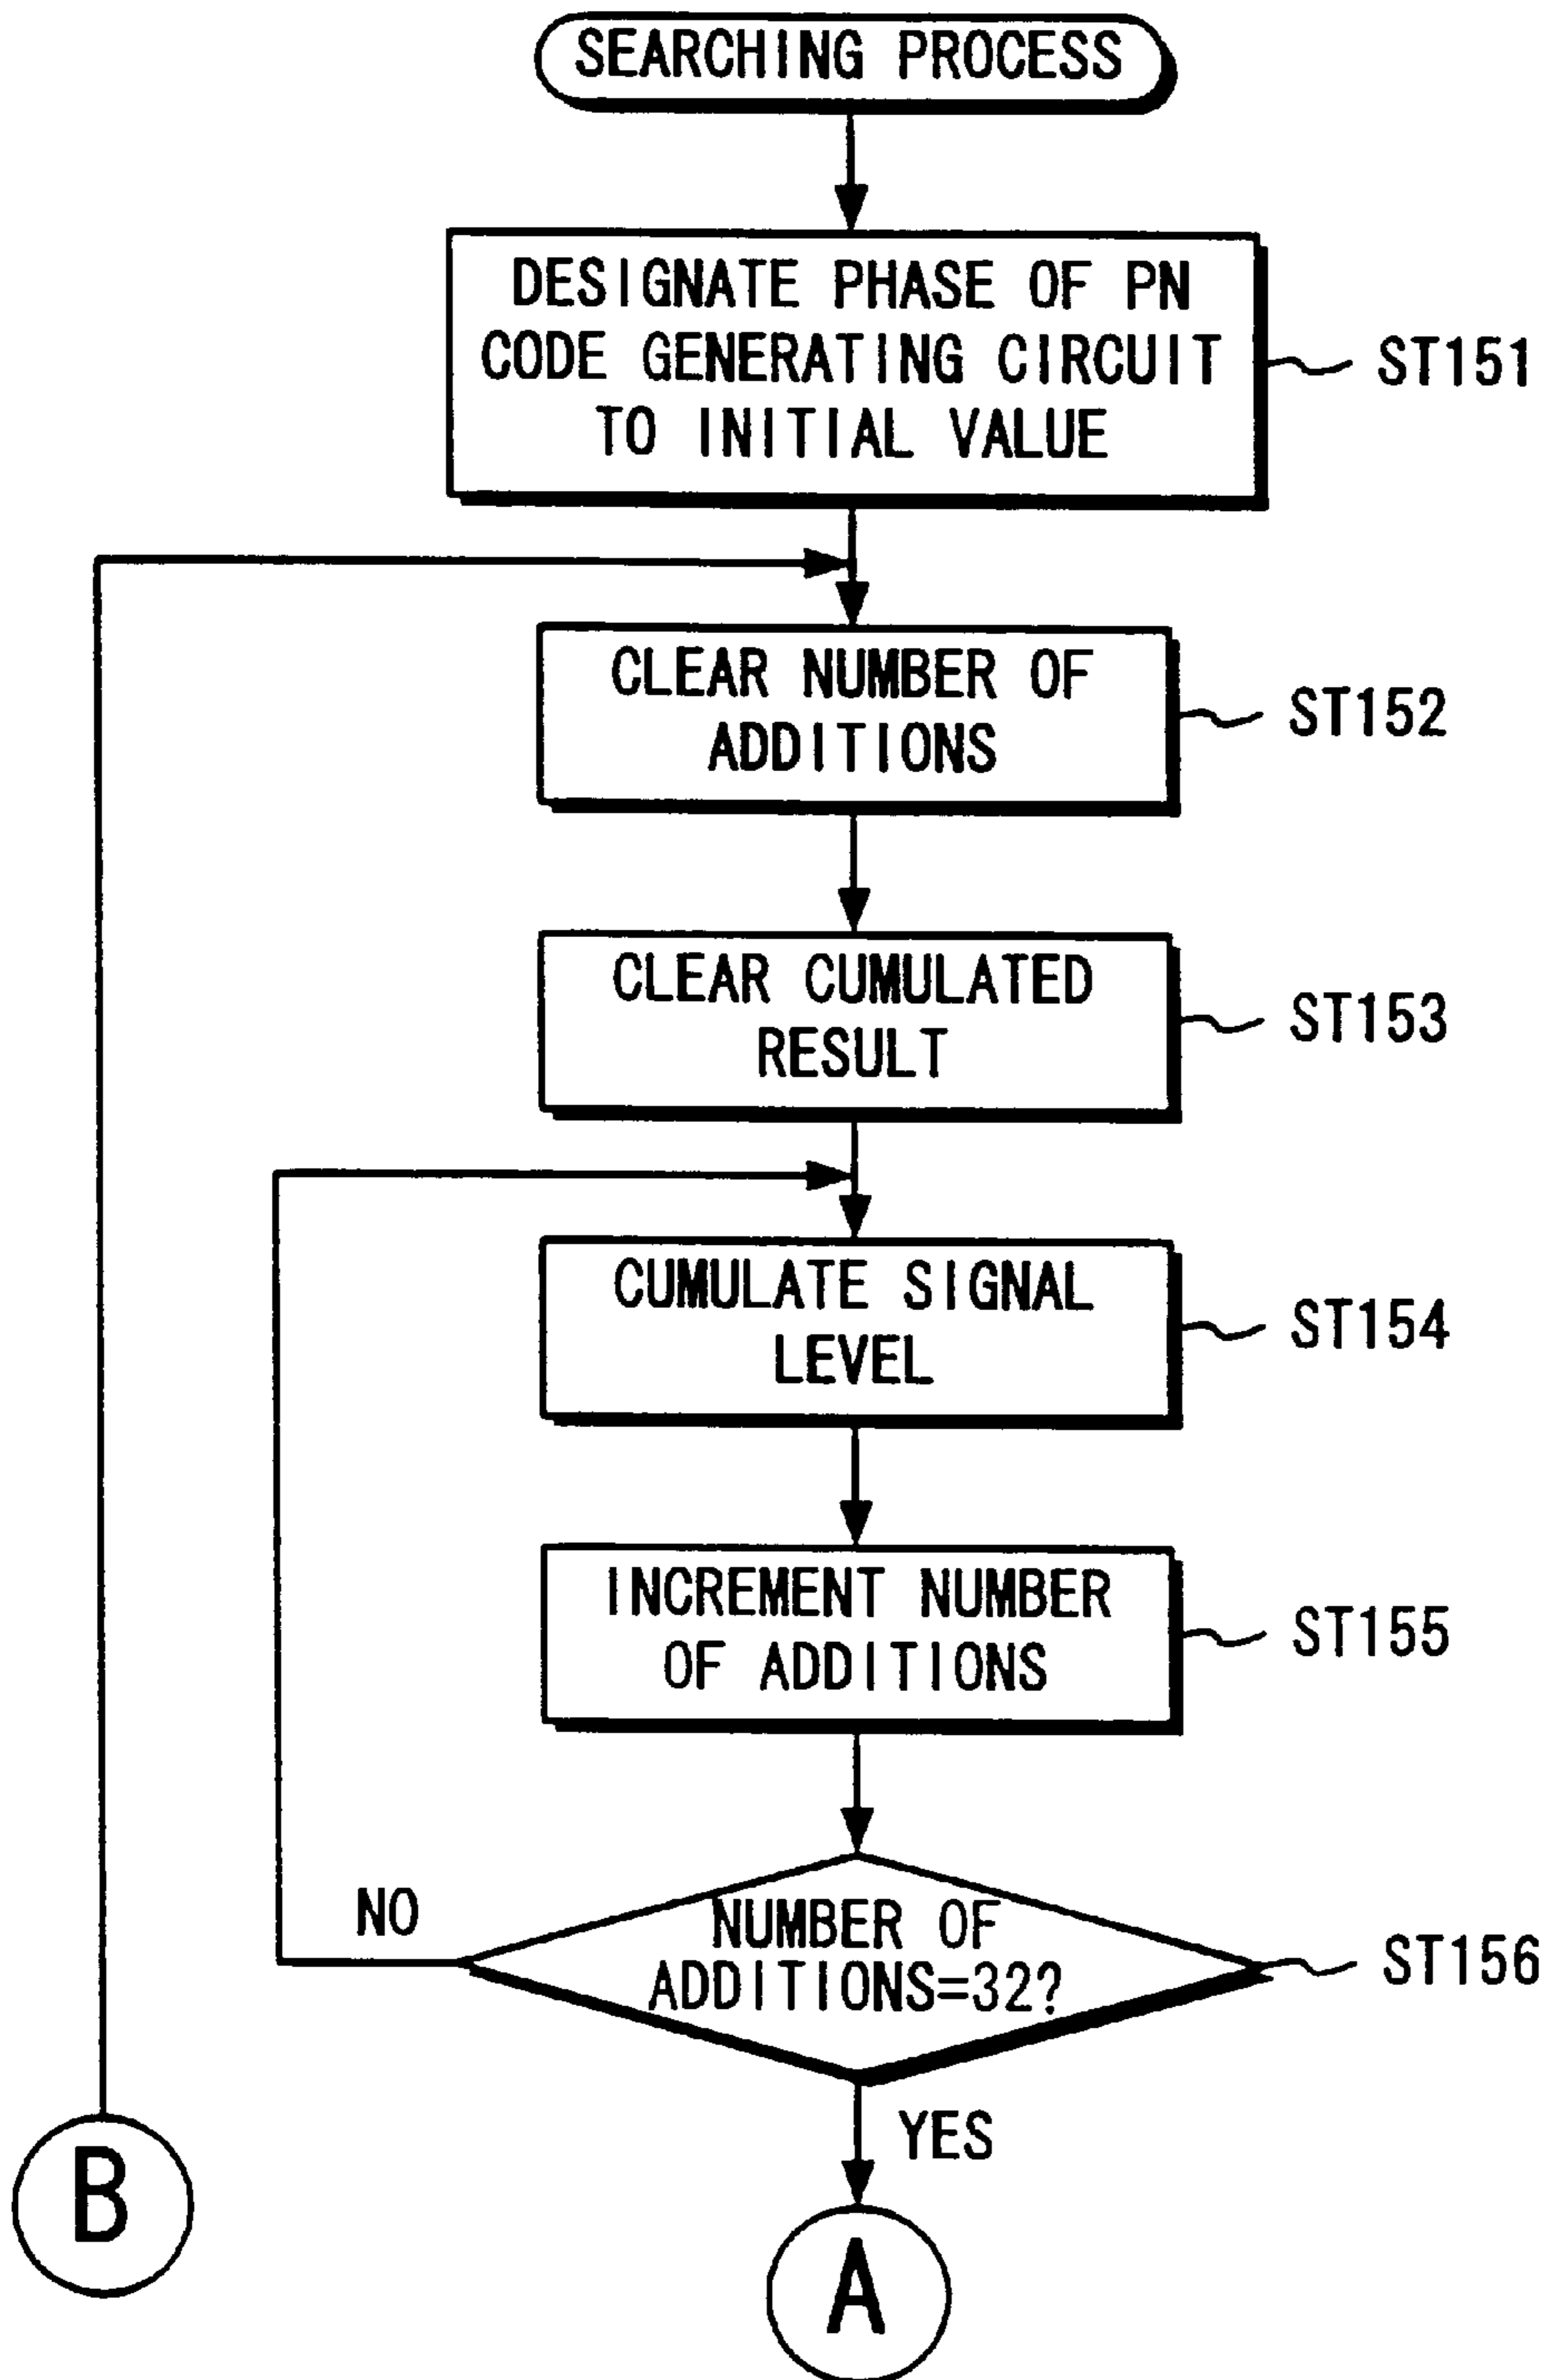 SEARCHING PROCESS
DESIGNATE PHASE OF PN
CODE GENERATING CIRCUIT
TO INITIAL VALUE
ST151
CLEAR NUMBER OF
ADDITIONS
ST152
CLEAR CUMULATED
RESULT
ST153
CUMULATE SIGNAL
LEVEL
ST154
INCREMENT NUMBER
OF ADDITIONS
ST155
NO
NUMBER OF
ADDITIONS=32?
ST156
YES
B
A